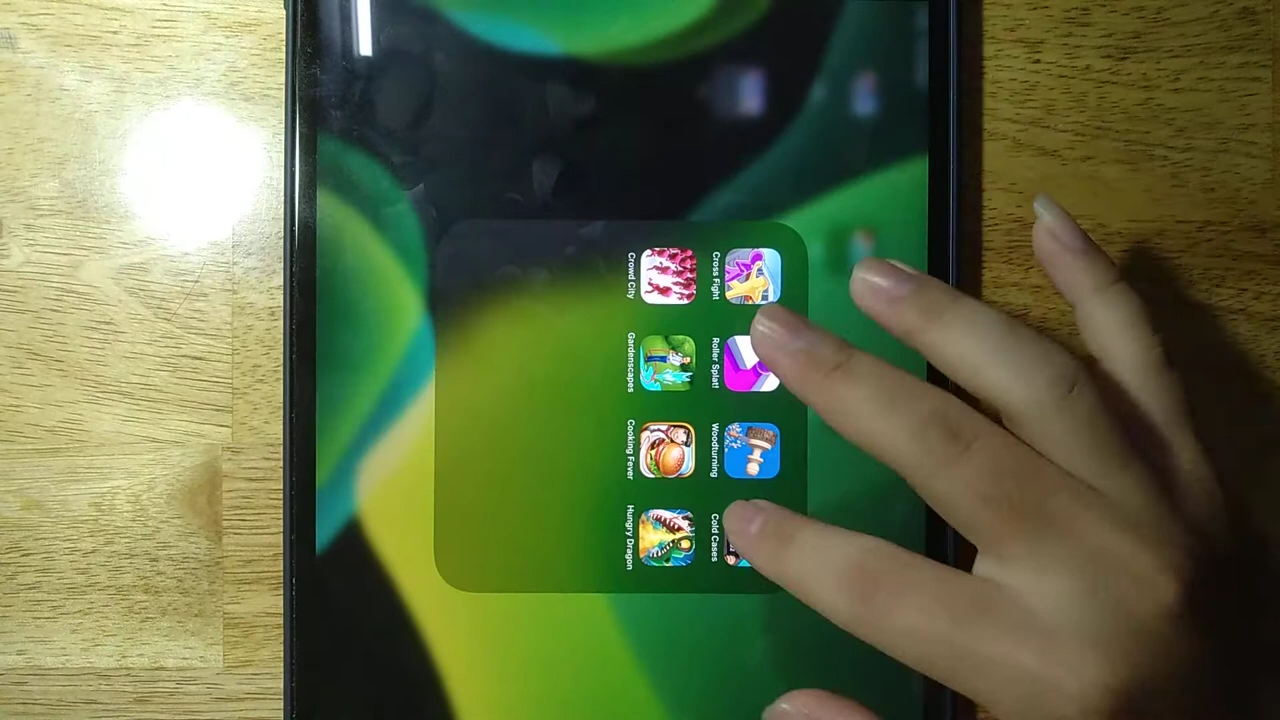 Cross Fight
Roller Splat!
Woodturning
Cold Cases
Crowd City
Gardenscapes
Cooking Fever
Hungry Dragon